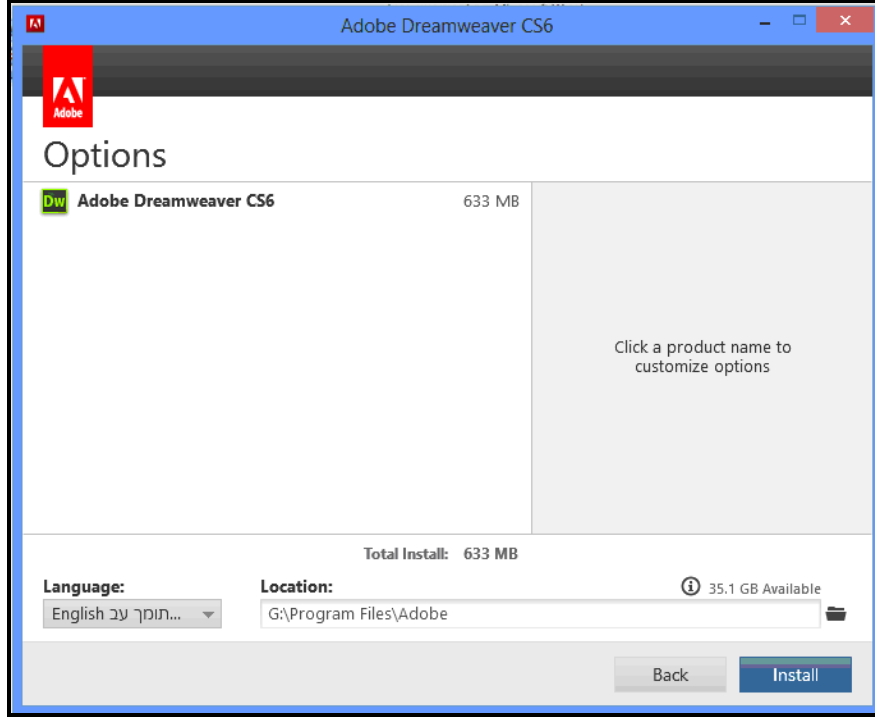 Adobe Dreamweaver CS6
Adobe
Options
Dw Adobe Dreamweaver CS6 633 MB
Click a product name to
customize options
Total Install: 633 MB
Language: Location: 35.1 GB Available
English תומך עב... G:\Program Files\Adobe
Back Install